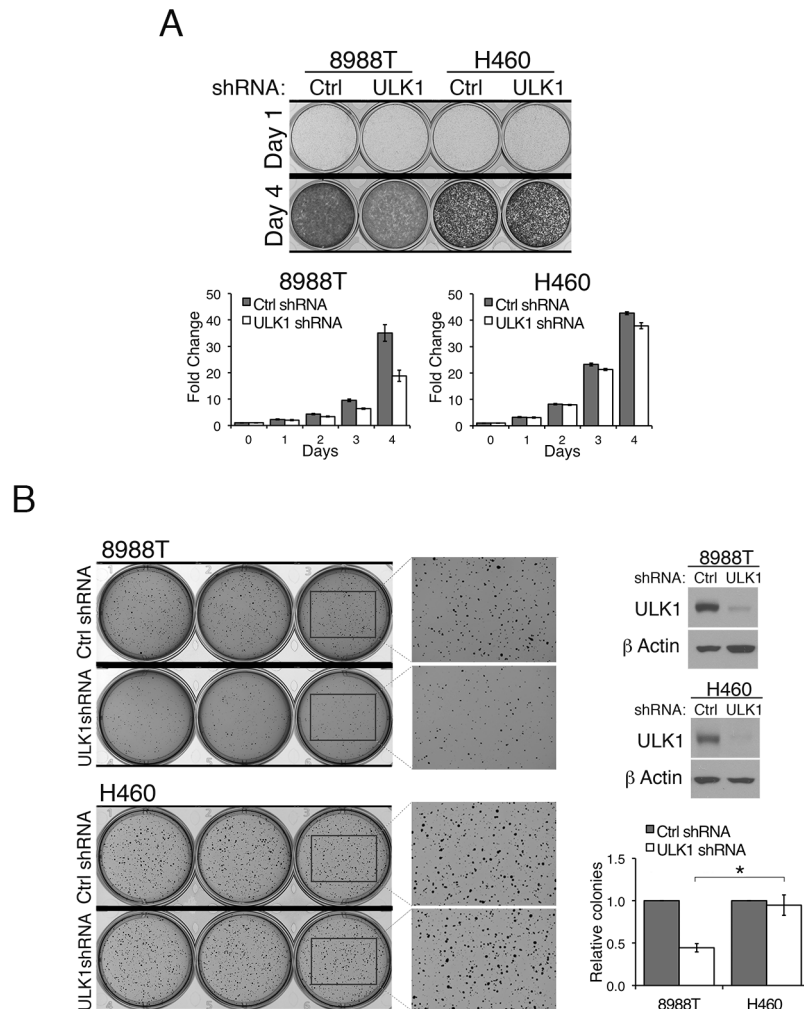 A
8988T H460
shRNA: Ctrl ULK1 Ctrl ULK1
Day 1
Day 4
8988T
50
40
30
20
10
0
Fold Change
Ctrl shRNA
ULK1 shRNA
0 1 2 3 4
Days
H460
50
40
30
20
10
0
Fold Change
Ctrl shRNA
ULK1 shRNA
0 1 2 3 4
Days
B
8988T
Ctrl shRNA
ULK1shRNA
H460
Ctrl shRNA
ULK1shRNA
8988T
shRNA: Ctrl ULK1
ULK1
β Actin
H460
shRNA: Ctrl ULK1
ULK1
β Actin
Ctrl shRNA
ULK1 shRNA
1.5
1.0
0.5
0.0
Relative colonies
*
8988T H460